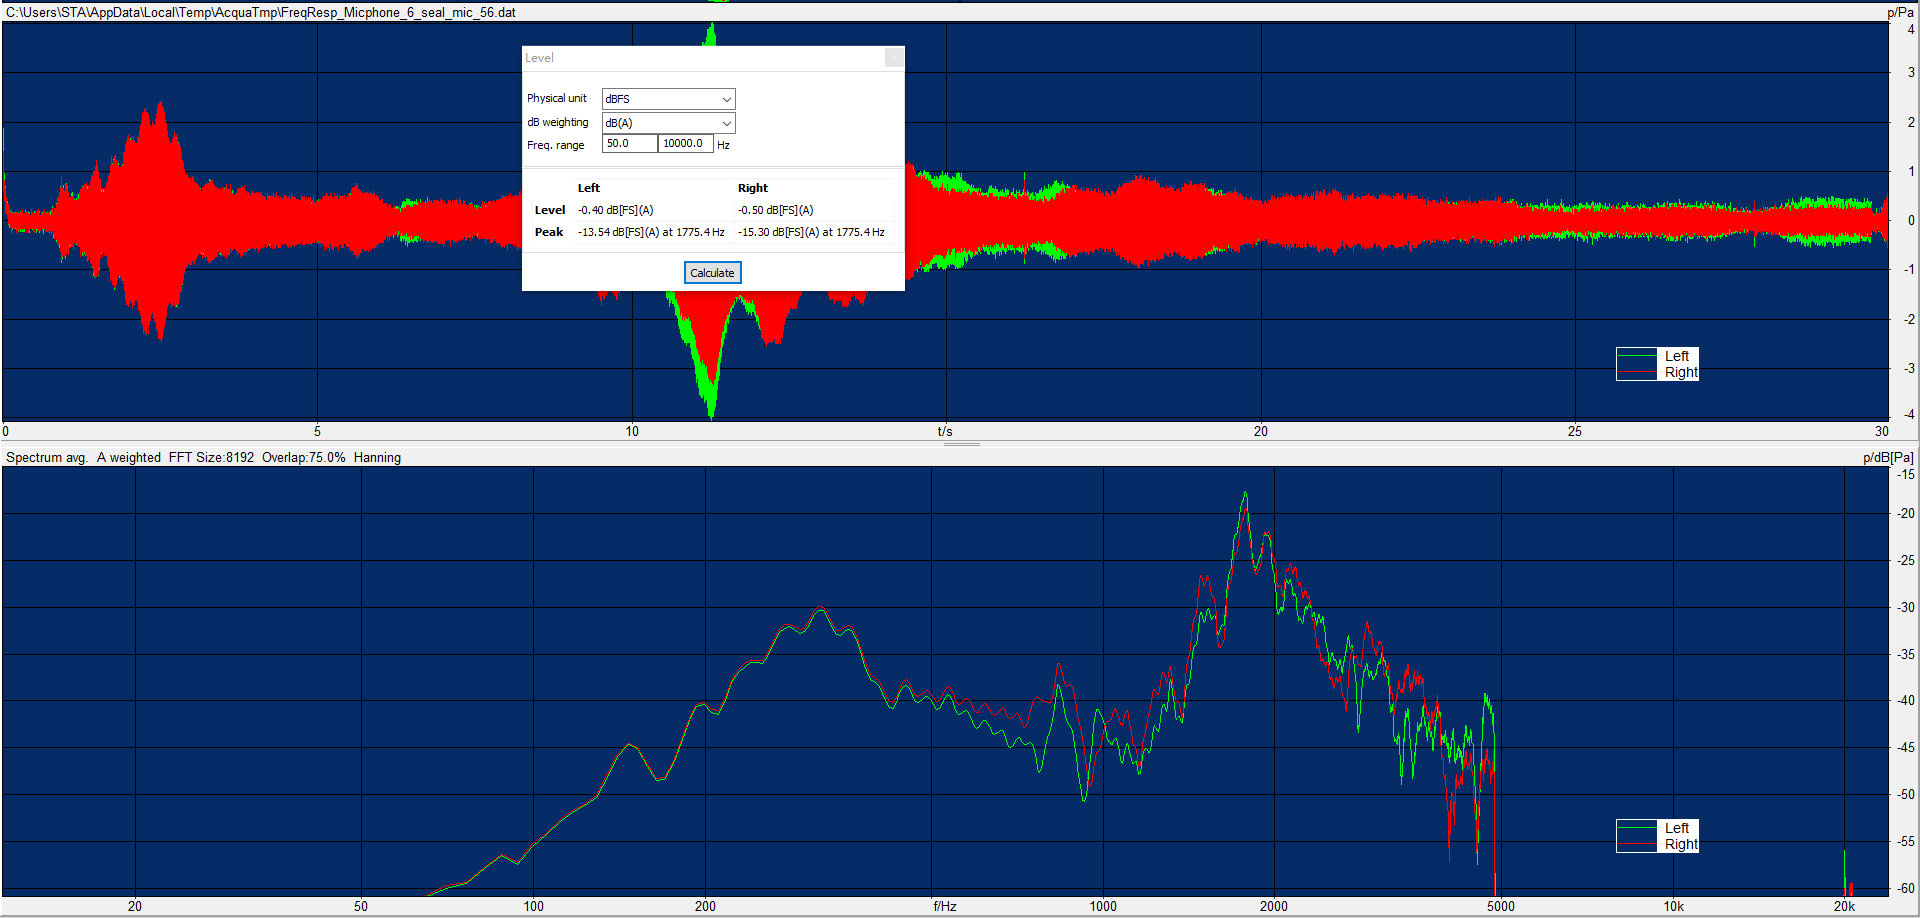 C:\Users\STA\AppData\Local\Temp\AcquaTmp\FreqResp_Micphone_6_seal_mic_56.dat
p/Pa
4
3
2
1
0
-1
-2
-3
-4
Level
Physical unit dBFS
dB weighting dB(A)
Freq. range 50.0 10000.0 Hz
Left Right
Level -0.40 dB[FS](A) -0.50 dB[FS](A)
Peak -13.54 dB[FS](A) at 1775.4 Hz -15.30 dB[FS](A) at 1775.4 Hz
Calculate
Left
Right
0 5 10 t/s 20 25 30
Spectrum avg. A weighted FFT Size:8192 Overlap:75.0% Hanning
p/dB[Pa]
-15
-20
-25
-30
-35
-40
-45
-50
-55
-60
Left
Right
20 50 100 200 f/Hz 1000 2000 5000 10k 20k